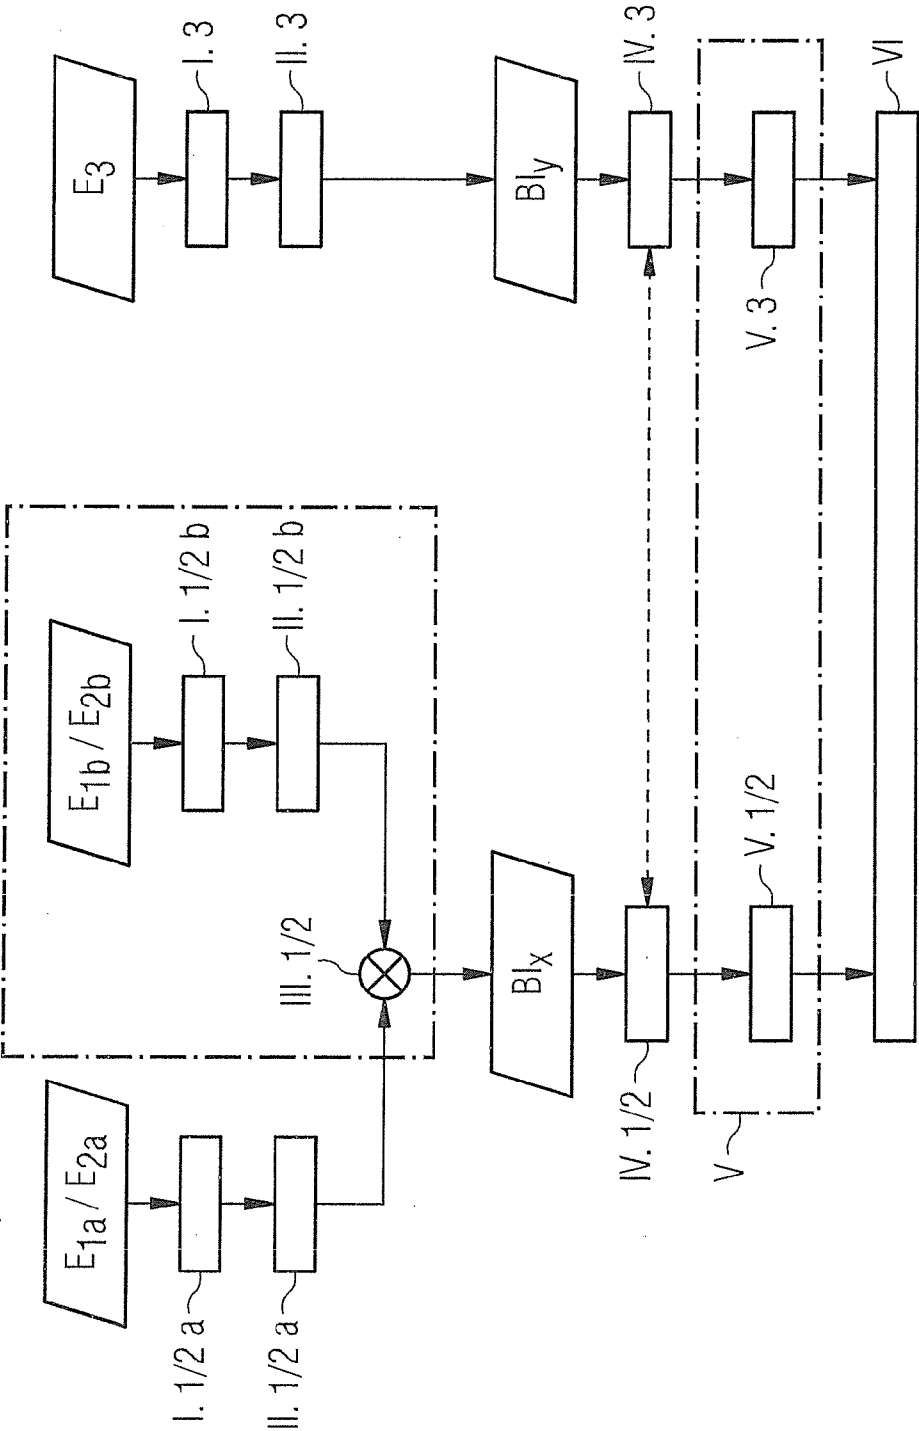 E1a / E2a
E1b / E2b
E3
I. 1/2 a
I. 1/2 b
I. 3
II. 1/2 a
II. 1/2 b
II. 3
III. 1/2
BIx
BIy
IV. 1/2
IV. 3
V
V. 1/2
V. 3
VI